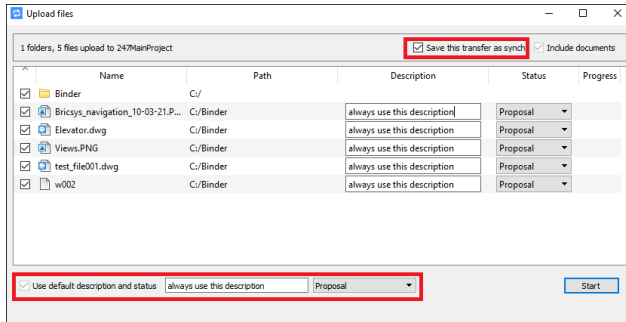 Upload files
1 folders, 5 files upload to 247MainProject
Save this transfer as synch
Include documents
Name Path Description Status Progress
Binder C:/
Bricsys_navigation_10-03-21.P... C:/Binder always use this description Proposal
Elevator.dwg C:/Binder always use this description Proposal
Views.PNG C:/Binder always use this description Proposal
test_file001.dwg C:/Binder always use this description Proposal
w002 C:/Binder always use this description Proposal
Use default description and status always use this description Proposal Start